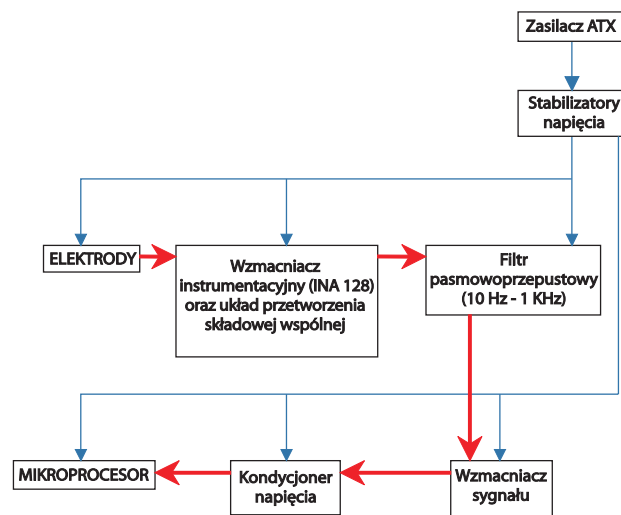 Zasilacz ATX
Stabilizatory
napięcia
ELEKTRODY
Wzmacniacz
instrumentacyjny (INA 128)
oraz układ przetworzenia
składowej wspólnej
Filtr
pasmowoprzepustowy
(10 Hz - 1 KHz)
MIKROPROCESOR
Kondycjoner
napięcia
Wzmacniacz
sygnału